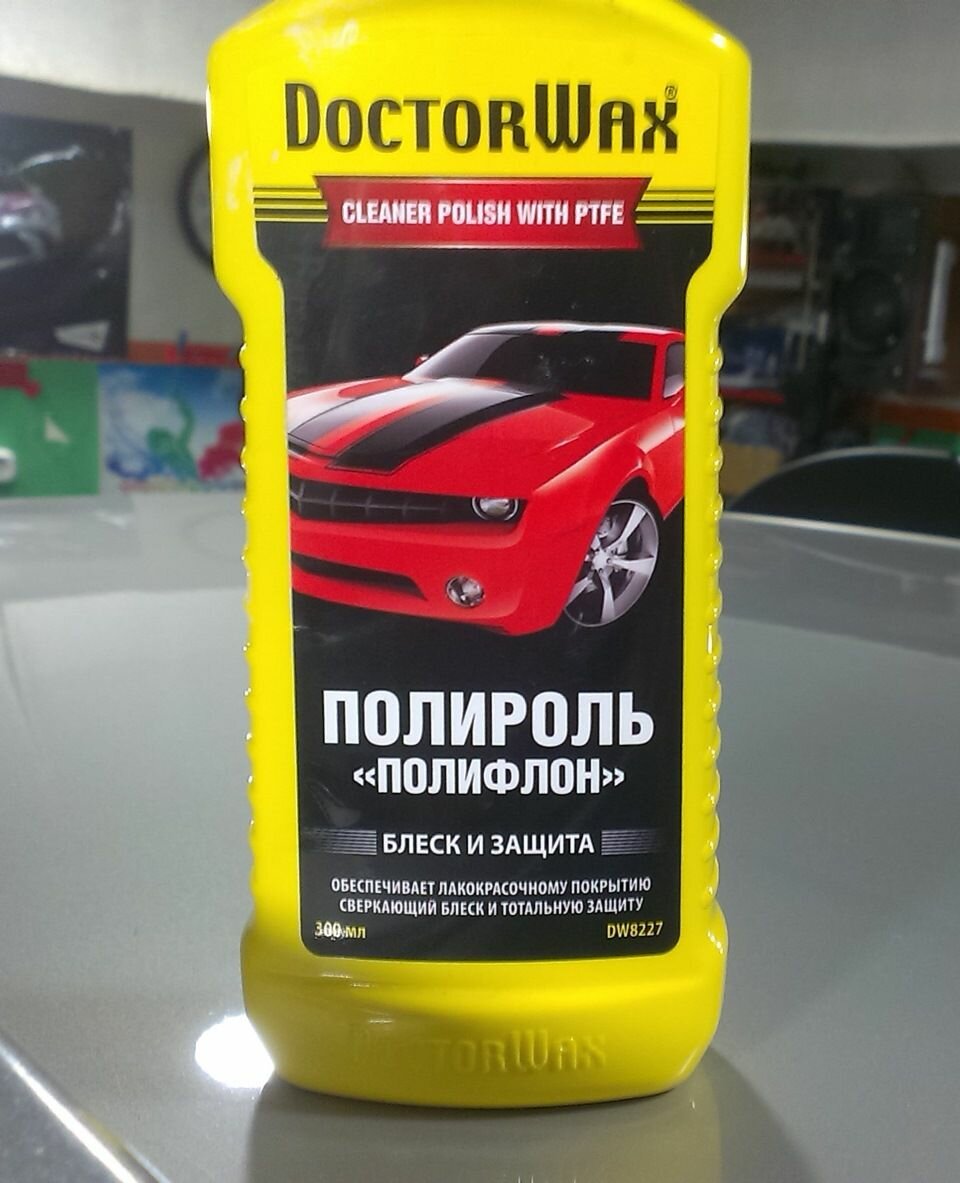 DOCTORWAX®
CLEANER POLISH WITH PTFE
ПОЛИРОЛЬ
«ПОЛИФЛОН»
БЛЕСК И ЗАЩИТА
ОБЕСПЕЧИВАЕТ ЛАКОКРАСОЧНОМУ ПОКРЫТИЮ
СВЕРКАЮЩИЙ БЛЕСК И ТОТАЛЬНУЮ ЗАЩИТУ
300 мл DW8227
DOCTORWAX